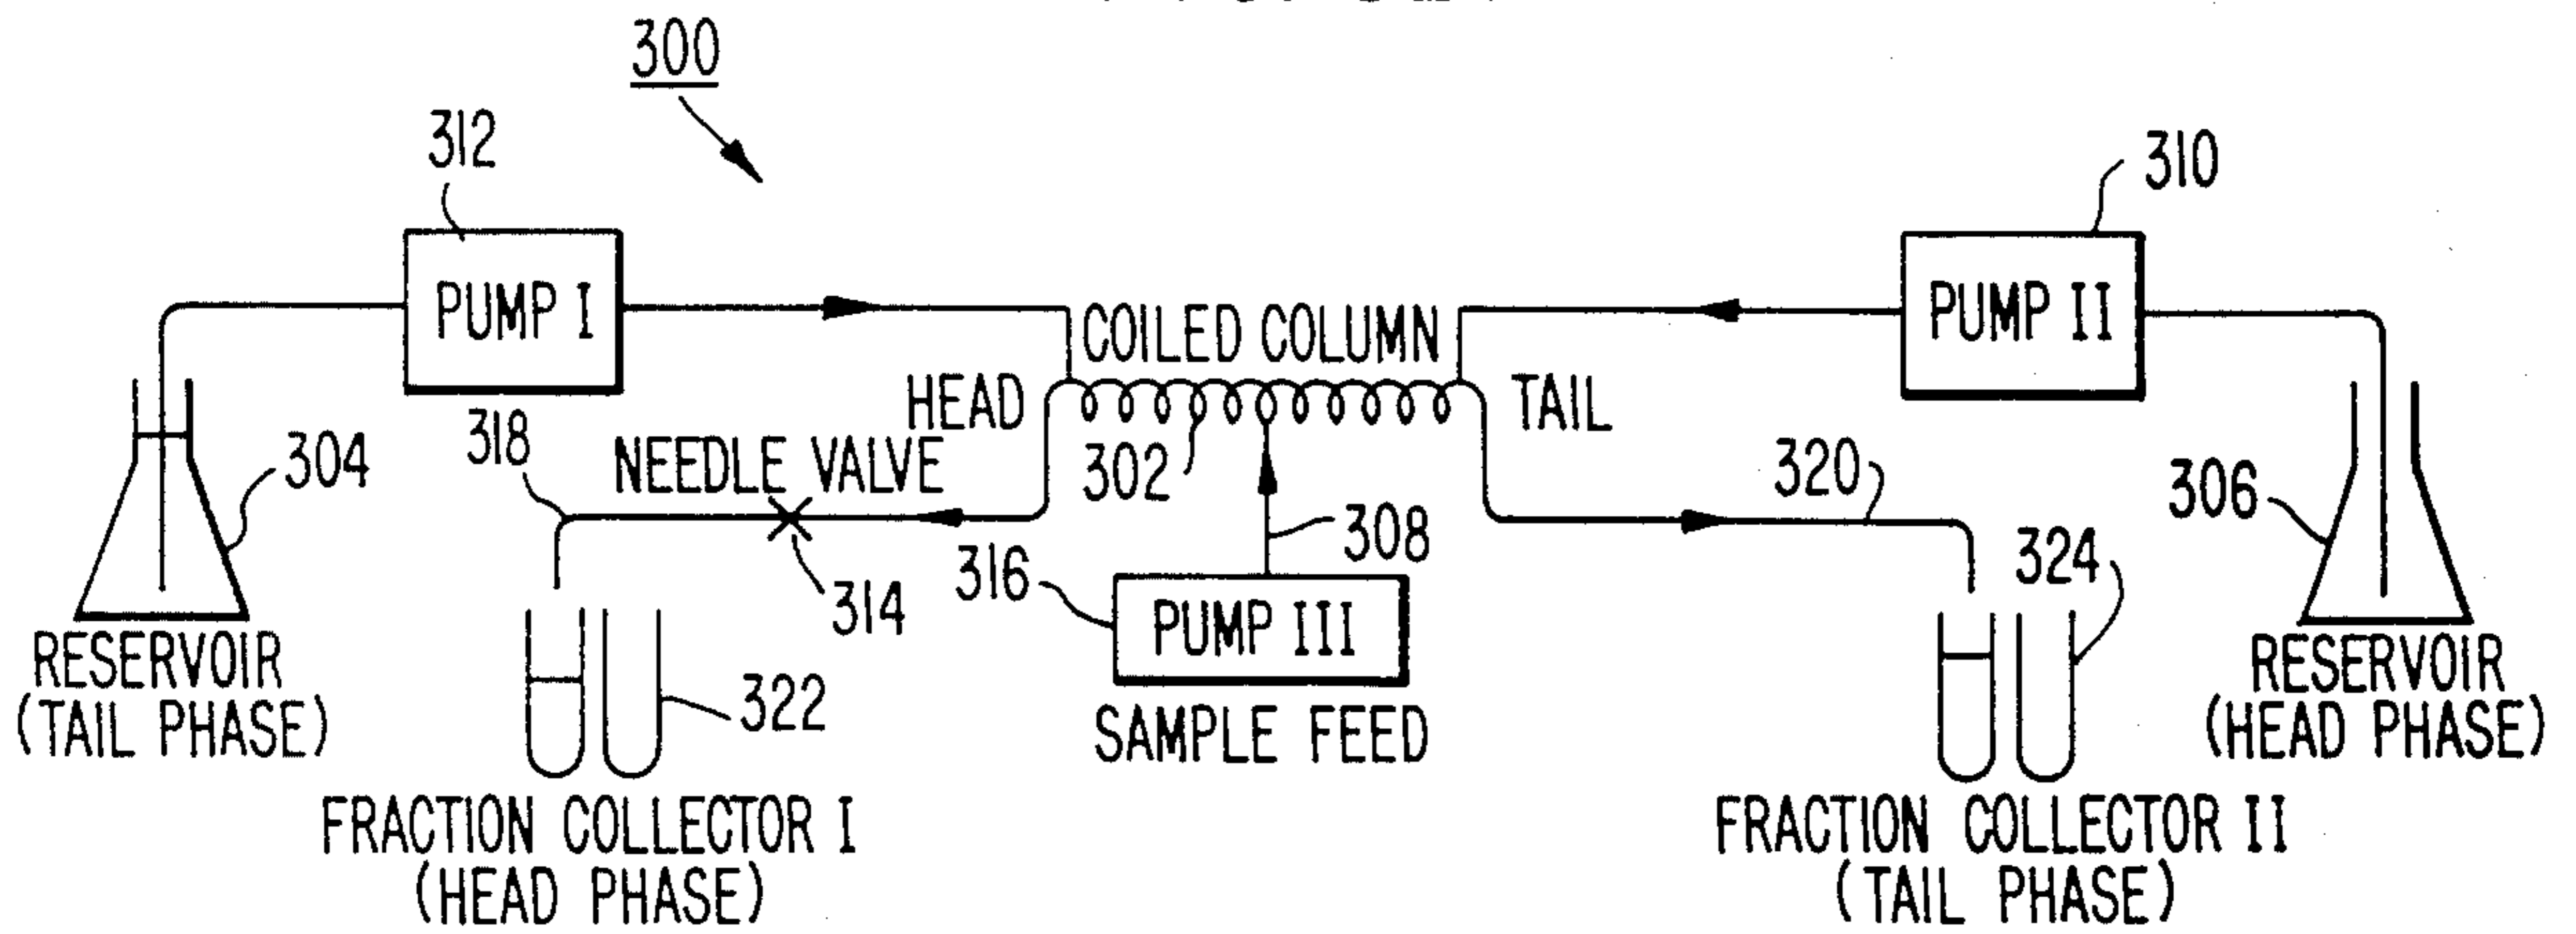 300
312
310
PUMP I
PUMP II
COILED COLUMN
HEAD
TAIL
304
318
NEEDLE VALVE
302
320
306
308
314
316
324
PUMP III
322
RESERVOIR
(TAIL PHASE)
SAMPLE FEED
RESERVOIR
(HEAD PHASE)
FRACTION COLLECTOR I
(HEAD PHASE)
FRACTION COLLECTOR II
(TAIL PHASE)